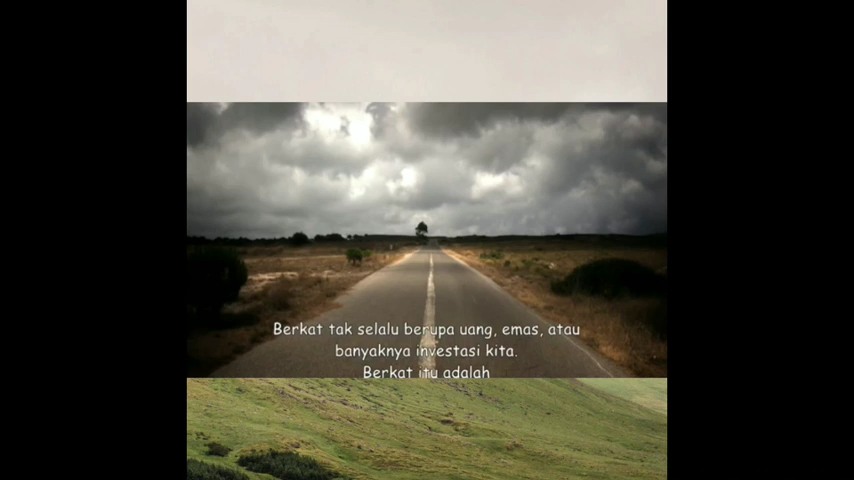 Berkat tak selalu berupa uang, emas, atau
banyaknya investasi kita.
Berkat itu adalah